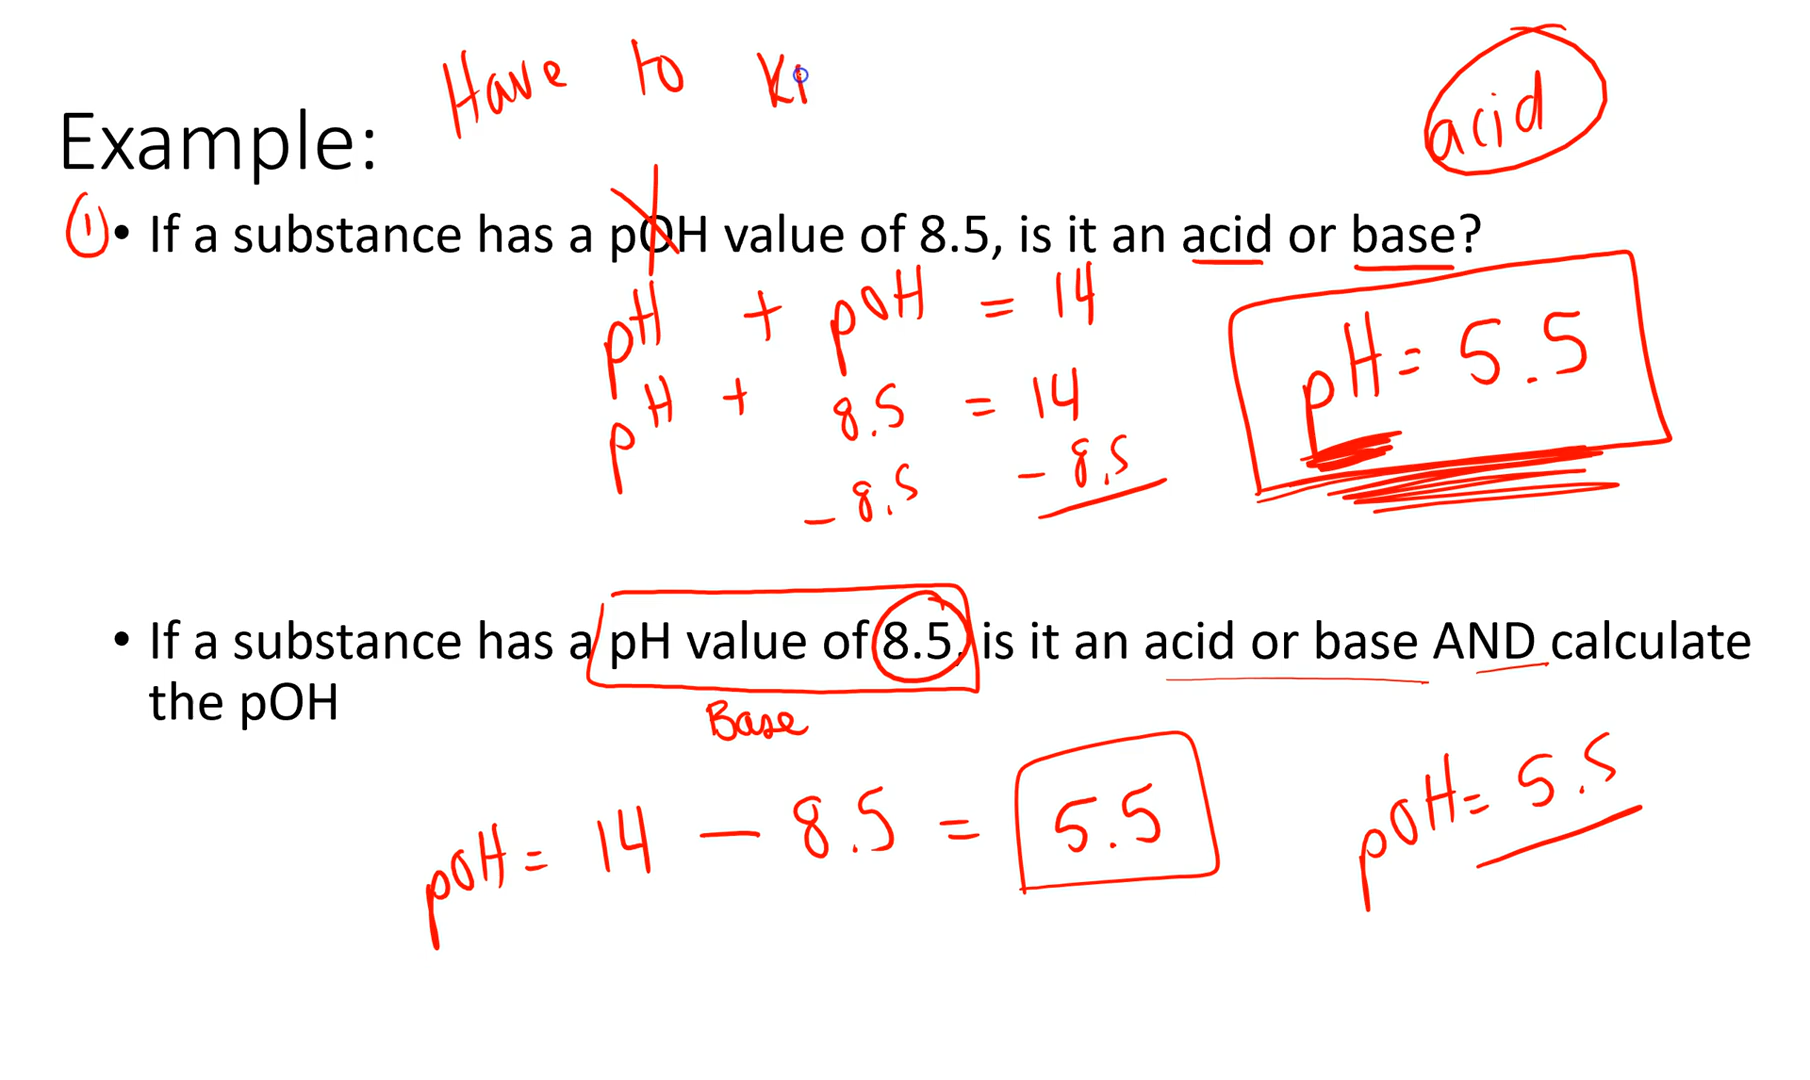 Have to Kn
acid
Example:
①• If a substance has a pOH value of 8.5, is it an acid or base?
pH + pOH = 14
pH + 8.5 = 14
- 8.5 - 8.5
pH = 5.5
• If a substance has a pH value of 8.5, is it an acid or base AND calculate
the pOH
Base
pOH = 14 - 8.5 = 5.5
pOH = 5.5